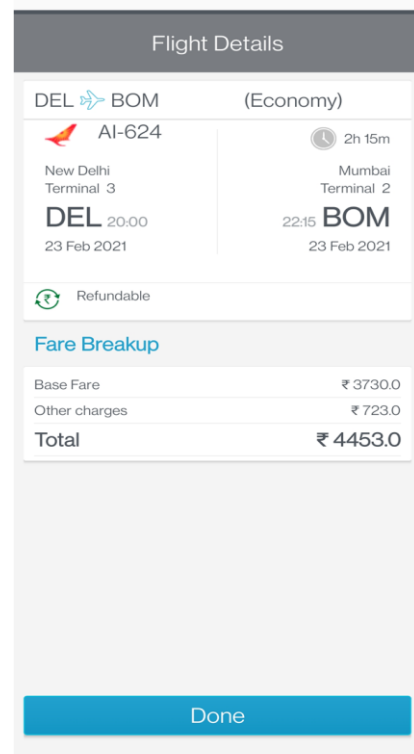 Flight Details
DEL BOM (Economy)
AI-624 2h 15m
New Delhi Mumbai
Terminal 3 Terminal 2
DEL 20:00 22:15 BOM
23 Feb 2021 23 Feb 2021
₹ Refundable
Fare Breakup
Base Fare ₹ 3730.0
Other charges ₹ 723.0
Total ₹ 4453.0
Done